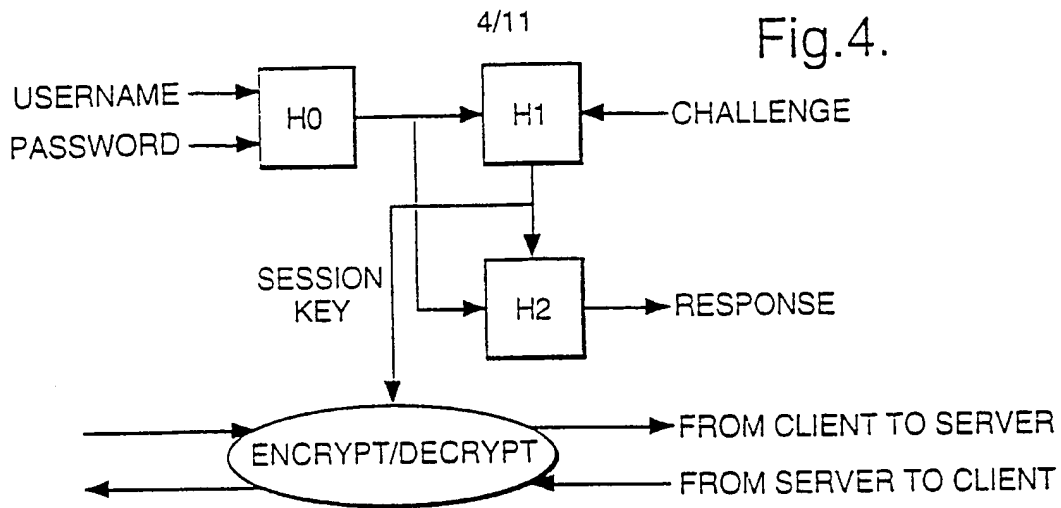 4/11
Fig.4.
USERNAME
PASSWORD
H0
H1
CHALLENGE
SESSION
KEY
H2
RESPONSE
ENCRYPT/DECRYPT
FROM CLIENT TO SERVER
FROM SERVER TO CLIENT